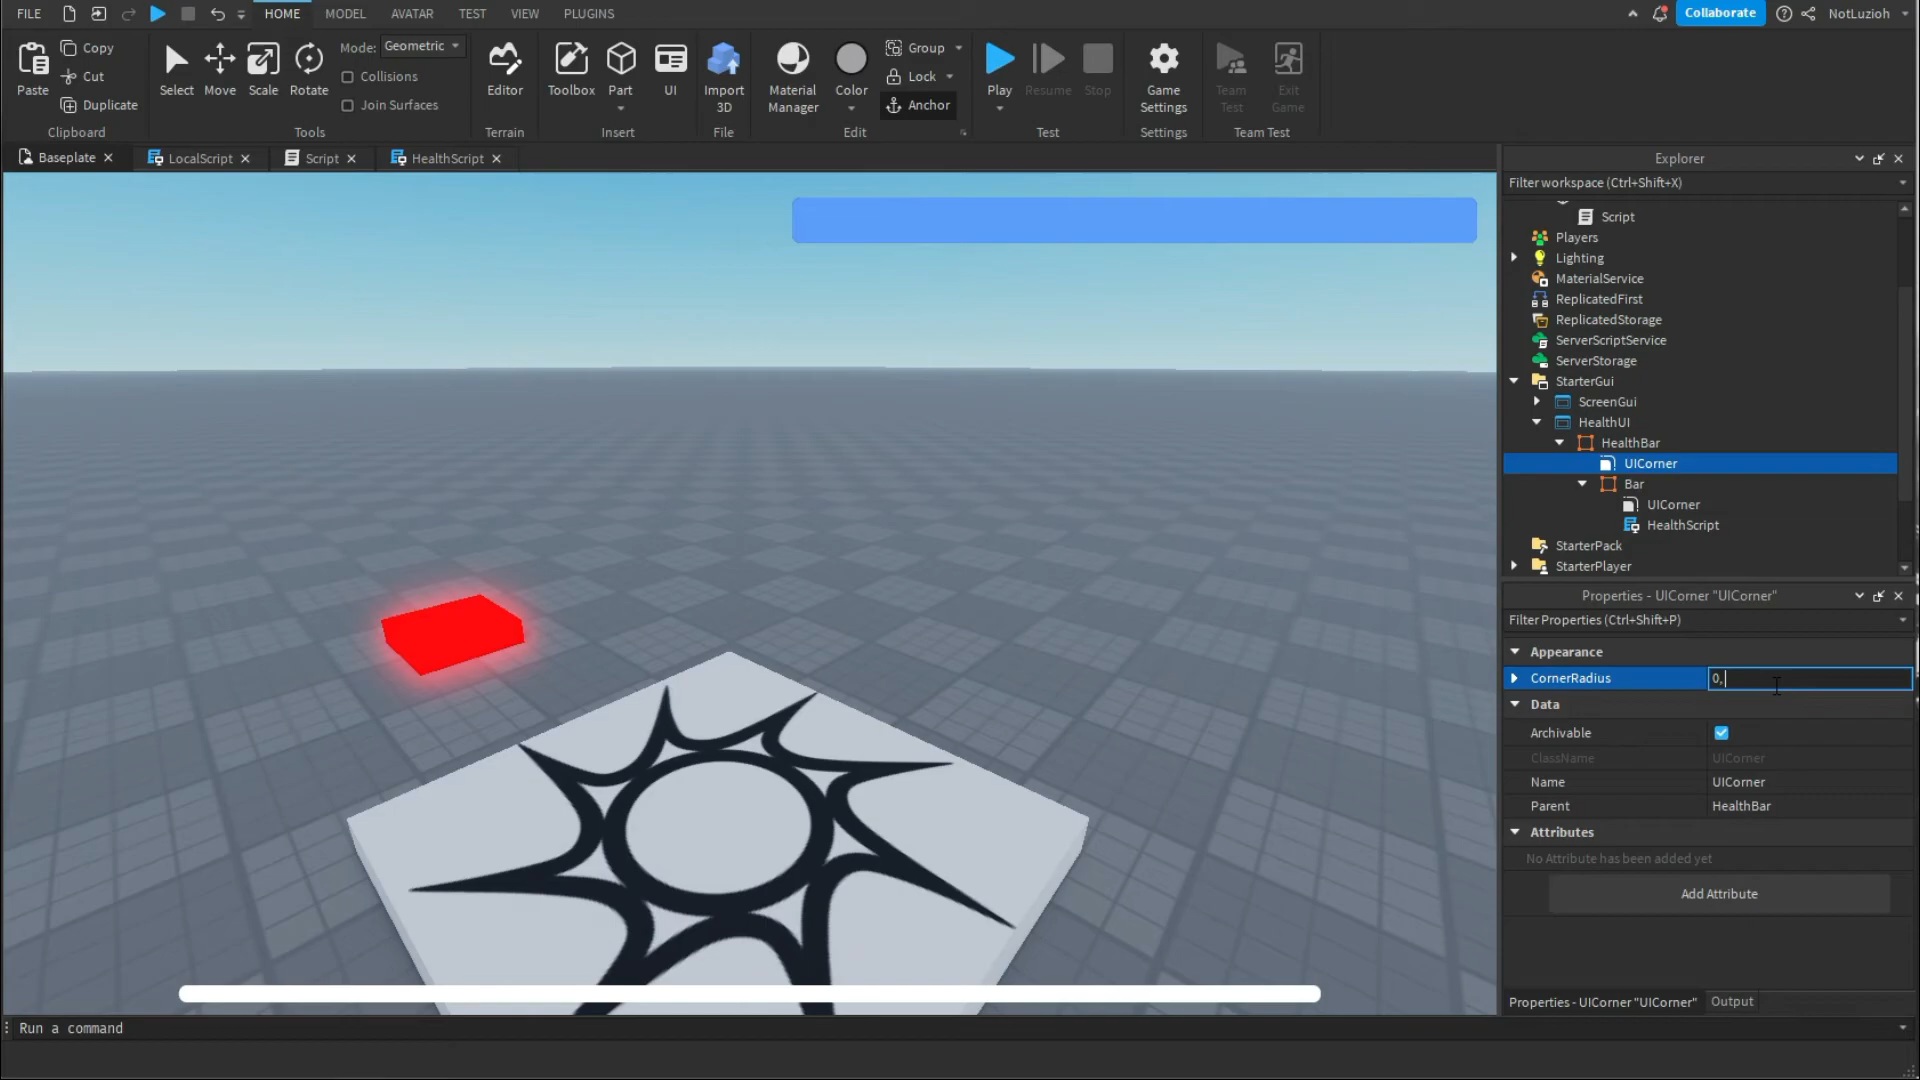 FILE HOME MODEL AVATAR TEST VIEW PLUGINS Collaborate NotLuzioh
Paste Copy Cut Duplicate Clipboard
Select Move Scale Rotate Mode: Geometric Collisions Join Surfaces Tools
Editor Terrain
Toolbox Part UI Insert
Import 3D File
Material Manager Color Group Lock Anchor Edit
Play Resume Stop Test
Game Settings Settings
Team Test Exit Game Team Test
Baseplate LocalScript Script HealthScript
Explorer
Filter workspace (Ctrl+Shift+X)
Script
Players
Lighting
MaterialService
ReplicatedFirst
ReplicatedStorage
ServerScriptService
ServerStorage
StarterGui
ScreenGui
HealthUI
HealthBar
UICorner
Bar
UICorner
HealthScript
StarterPack
StarterPlayer
Properties - UICorner "UICorner"
Filter Properties (Ctrl+Shift+P)
Appearance
CornerRadius 0,
Data
Archivable
ClassName UICorner
Name UICorner
Parent HealthBar
Attributes
No Attribute has been added yet
Add Attribute
Properties - UICorner "UICorner" Output
Run a command